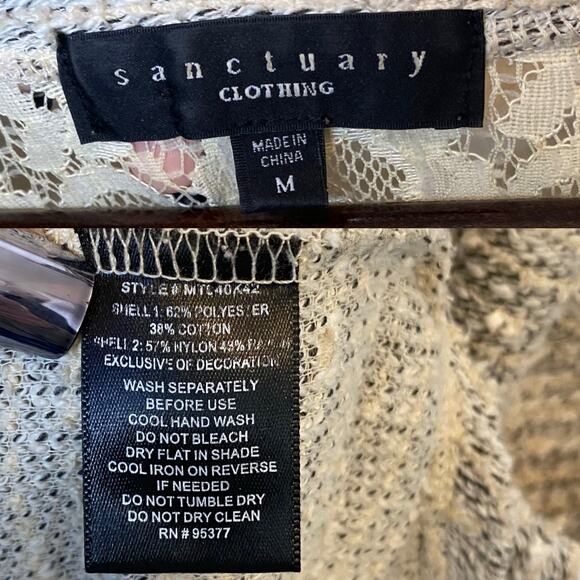 sanctuary
CLOTHING
MADE IN
CHINA
M
STYLE #
SHELL 1: 62% POLYESTER
38% COTTON
SHELL 2: 57% NYLON 43%
EXCLUSIVE OF DECORATION
WASH SEPARATELY
BEFORE USE
COOL HAND WASH
DO NOT BLEACH
DRY FLAT IN SHADE
COOL IRON ON REVERSE
IF NEEDED
DO NOT TUMBLE DRY
DO NOT DRY CLEAN
RN # 95377